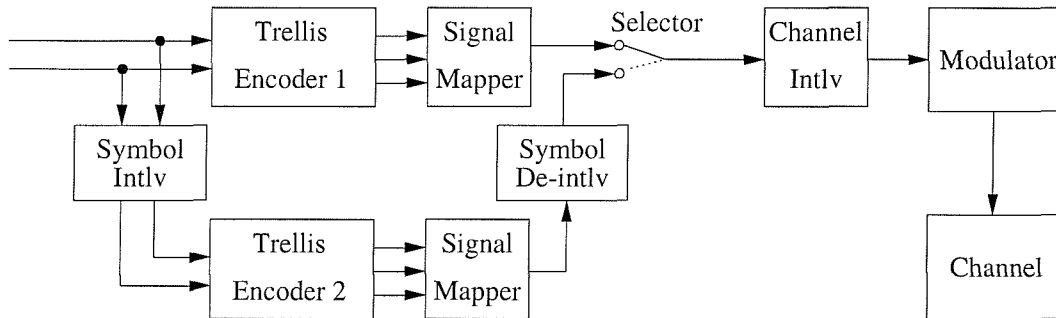 Trellis
Encoder 1
Signal
Mapper
Selector
Channel
Intlv
Modulator
Symbol
Intlv
Symbol
De-intlv
Trellis
Encoder 2
Signal
Mapper
Channel